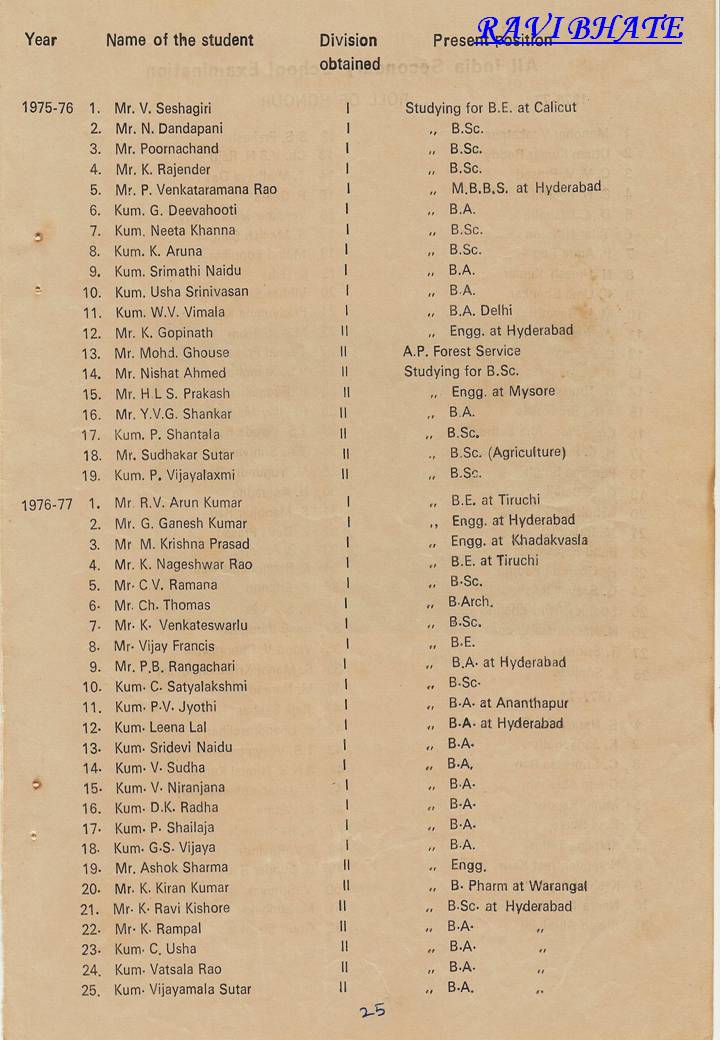 RAVI BHATE
Year Name of the student Division Present position
obtained
1975-76 1. Mr. V. Seshagiri I Studying for B.E. at Calicut
2. Mr. N. Dandapani I ,, B.Sc.
3. Mr. Poornachand I ,, B.Sc.
4. Mr. K. Rajender I ,, B.Sc.
5. Mr. P. Venkataramana Rao I ,, M.B.B.S. at Hyderabad
6. Kum. G. Deevahooti I ,, B.A.
7. Kum. Neeta Khanna I ,, B.Sc.
8. Kum. K. Aruna I ,, B.Sc.
9. Kum. Srimathi Naidu I ,, B.A.
10. Kum. Usha Srinivasan I ,, B.A.
11. Kum. W.V. Vimala I ,, B.A. Delhi
12. Mr. K. Gopinath II ,, Engg. at Hyderabad
13. Mr. Mohd. Ghouse II A.P. Forest Service
14. Mr. Nishat Ahmed II Studying for B.Sc.
15. Mr. H L S. Prakash II ,, Engg. at Mysore
16. Mr. Y.V.G. Shankar II ,, B.A.
17. Kum. P. Shantala II ,, B.Sc.
18. Mr. Sudhakar Sutar II ,, B.Sc. (Agriculture)
19. Kum. P. Vijayalaxmi II ,, B.Sc.
1976-77 1. Mr. R.V. Arun Kumar I ,, B.E. at Tiruchi
2. Mr. G. Ganesh Kumar I ,, Engg. at Hyderabad
3. Mr M. Krishna Prasad I ,, Engg. at Khadakvasla
4. Mr. K. Nageshwar Rao I ,, B.E. at Tiruchi
5. Mr. C V. Ramana I ,, B.Sc.
6. Mr. Ch. Thomas I ,, B.Arch.
7. Mr. K. Venkateswarlu I ,, B.Sc.
8. Mr. Vijay Francis I ,, B.E.
9. Mr. P.B. Rangachari I ,, B.A. at Hyderabad
10. Kum. C. Satyalakshmi I ,, B.Sc.
11. Kum. P.V. Jyothi I ,, B.A. at Ananthapur
12. Kum. Leena Lal I ,, B.A. at Hyderabad
13. Kum. Sridevi Naidu I ,, B.A.
14. Kum. V. Sudha I ,, B.A.
15. Kum. V. Niranjana I ,, B.A.
16. Kum. D.K. Radha I ,, B.A.
17. Kum. P. Shailaja I ,, B.A.
18. Kum. G.S. Vijaya I ,, B.A.
19. Mr. Ashok Sharma II ,, Engg.
20. Mr. K. Kiran Kumar II ,, B. Pharm at Warangal
21. Mr. K. Ravi Kishore II ,, B.Sc. at Hyderabad
22. Mr. K. Rampal II ,, B.A. ,,
23. Kum. C. Usha II ,, B.A. ,,
24. Kum. Vatsala Rao II ,, B.A. ,,
25. Kum. Vijayamala Sutar II ,, B.A. ,,
25